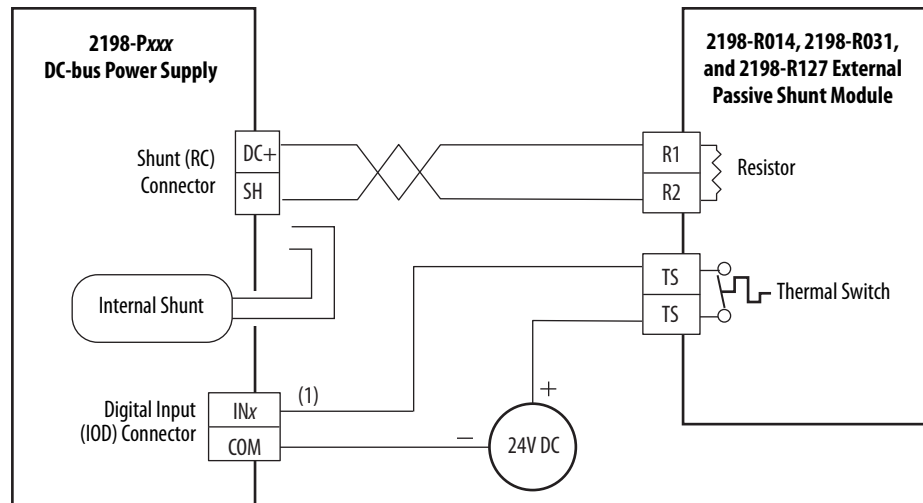 2198-Pxxx
DC-bus Power Supply
2198-R014, 2198-R031,
and 2198-R127 External
Passive Shunt Module
Shunt (RC)
Connector
DC+
SH
R1
R2
Resistor
Internal Shunt
TS
TS
Thermal Switch
Digital Input
(IOD) Connector
INx
COM
(1)
+
–
24V DC